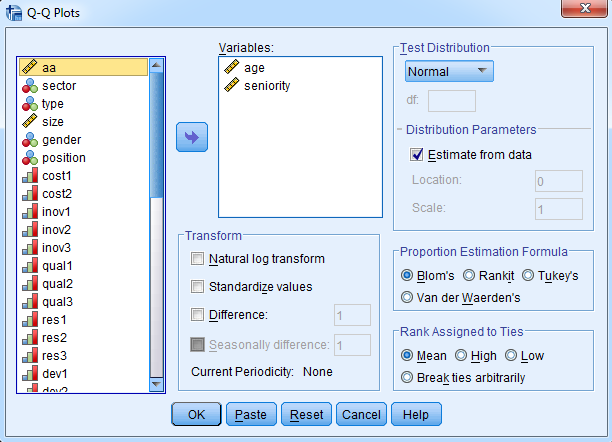 Q-Q Plots
aa
sector
type
size
gender
position
cost1
cost2
inov1
inov2
inov3
qual1
qual2
qual3
res1
res2
res3
dev1
dev2
Variables:
age
seniority
Transform
Natural log transform
Standardize values
Difference: 1
Seasonally difference: 1
Current Periodicity: None
Test Distribution
Normal
df:
Distribution Parameters
Estimate from data
Location: 0
Scale: 1
Proportion Estimation Formula
Blom's Rankit Tukey's
Van der Waerden's
Rank Assigned to Ties
Mean High Low
Break ties arbitrarily
OK Paste Reset Cancel Help